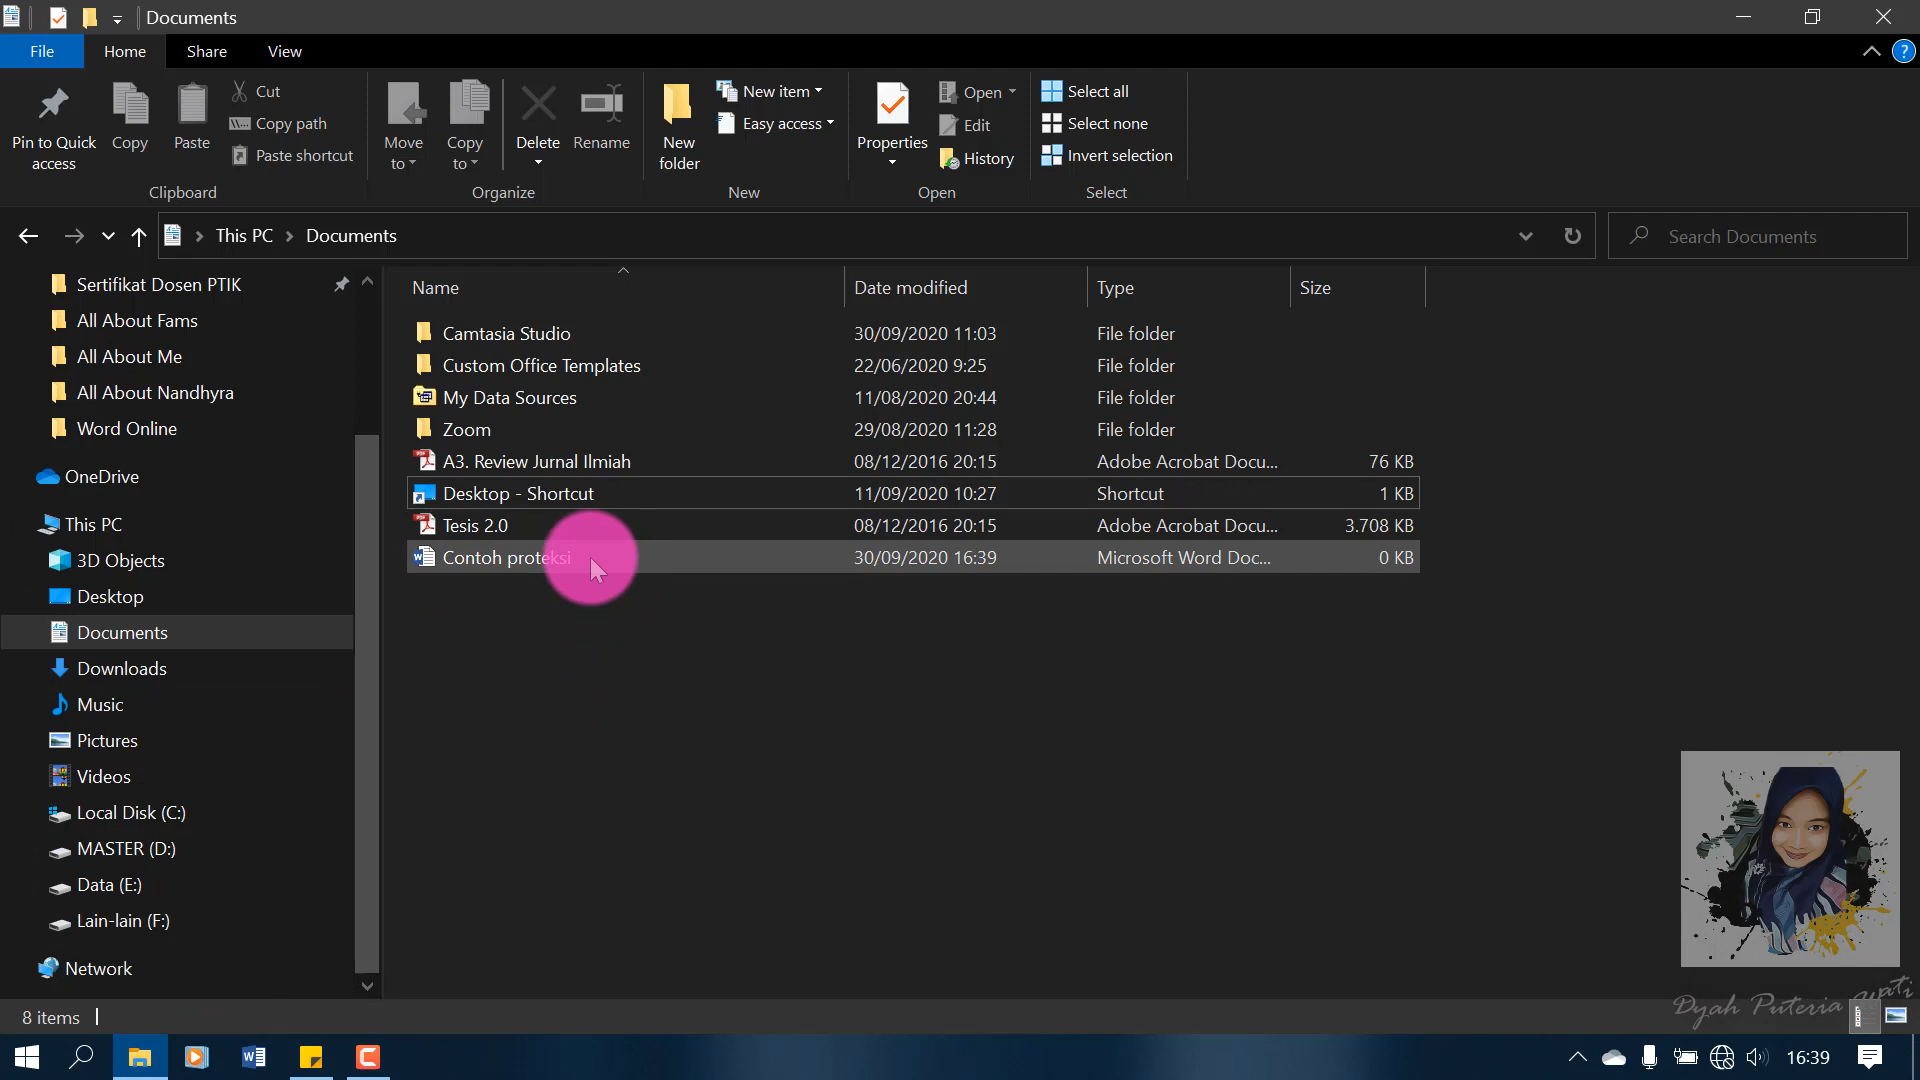 Documents
File Home Share View
Pin to Quick access
Copy
Paste
Cut
Copy path
Paste shortcut
Clipboard
Move to
Copy to
Delete
Rename
Organize
New folder
New item
Easy access
New
Properties
Open
Edit
History
Open
Select all
Select none
Invert selection
Select
This PC Documents
Search Documents
Sertifikat Dosen PTIK
All About Fams
All About Me
All About Nandhyra
Word Online
OneDrive
This PC
3D Objects
Desktop
Documents
Downloads
Music
Pictures
Videos
Local Disk (C:)
MASTER (D:)
Data (E:)
Lain-lain (F:)
Network
Name Date modified Type Size
Camtasia Studio 30/09/2020 11:03 File folder
Custom Office Templates 22/06/2020 9:25 File folder
My Data Sources 11/08/2020 20:44 File folder
Zoom 29/08/2020 11:28 File folder
A3. Review Jurnal Ilmiah 08/12/2016 20:15 Adobe Acrobat Docu... 76 KB
Desktop - Shortcut 11/09/2020 10:27 Shortcut 1 KB
Tesis 2.0 08/12/2016 20:15 Adobe Acrobat Docu... 3.708 KB
Contoh proteksi 30/09/2020 16:39 Microsoft Word Doc... 0 KB
Dyah Puteria Wati
8 items
16:39